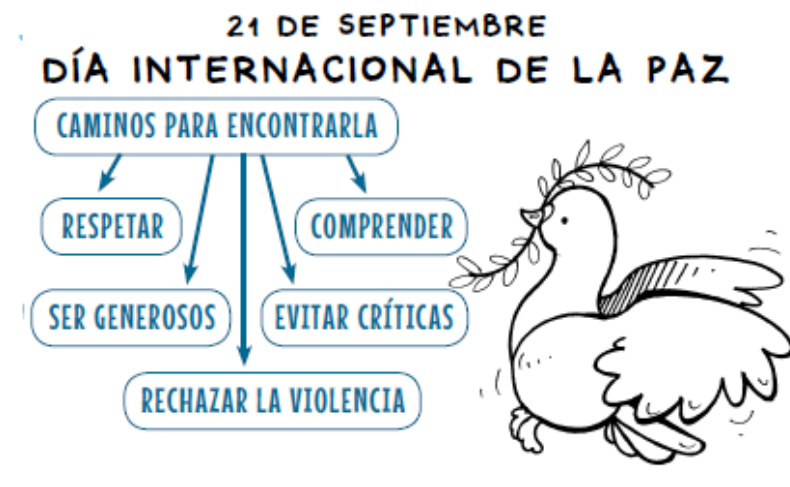 21 DE SEPTIEMBRE
DÍA INTERNACIONAL DE LA PAZ
CAMINOS PARA ENCONTRARLA
RESPETAR
COMPRENDER
SER GENEROSOS
EVITAR CRÍTICAS
RECHAZAR LA VIOLENCIA